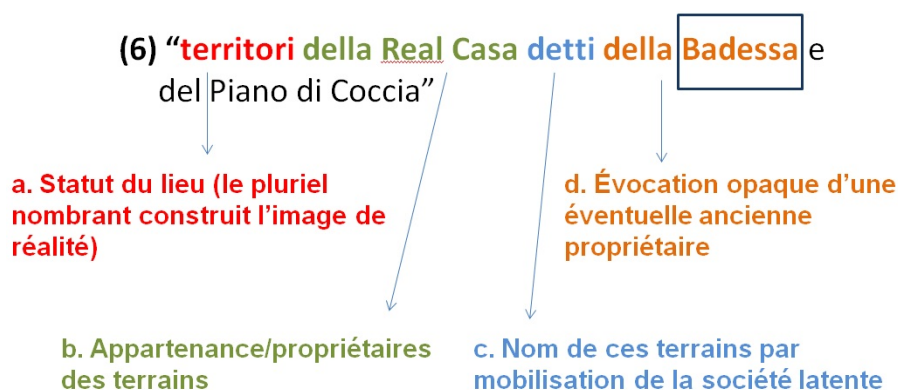 (6) “territori della Real Casa detti della Badessa e
del Piano di Coccia”
a. Statut du lieu (le pluriel
nombrant construit l’image de
réalité)
d. Évocation opaque d’une
éventuelle ancienne
propriétaire
b. Appartenance/propriétaires
des terrains
c. Nom de ces terrains par
mobilisation de la société latente